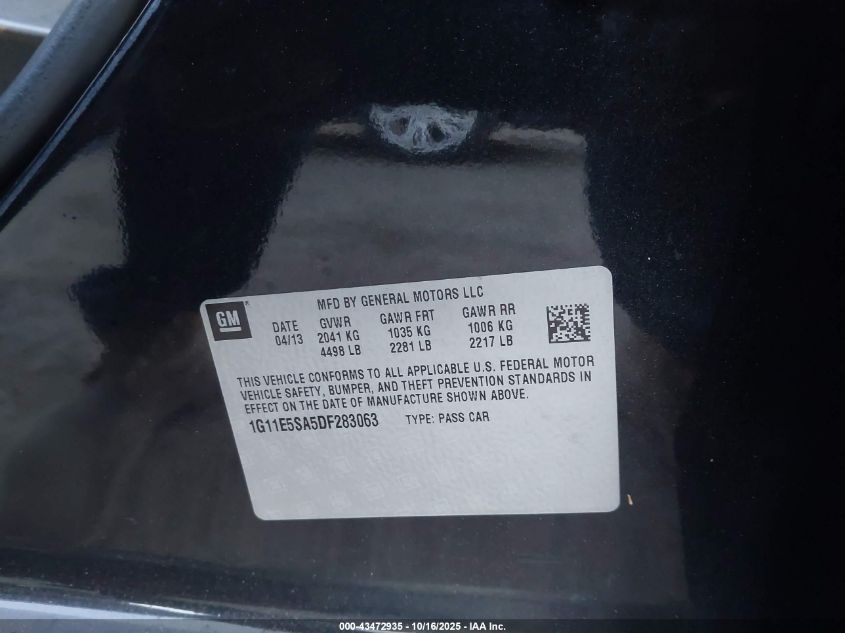 MFD BY GENERAL MOTORS LLC
GM®
DATE GVWR GAWR FRT GAWR RR
04/13 2041 KG 1035 KG 1006 KG
4498 LB 2281 LB 2217 LB
THIS VEHICLE CONFORMS TO ALL APPLICABLE U.S. FEDERAL MOTOR
VEHICLE SAFETY, BUMPER, AND THEFT PREVENTION STANDARDS IN
EFFECT ON THE DATE OF MANUFACTURE SHOWN ABOVE.
1G11E5SA5DF283063 TYPE: PASS CAR
000-43472935 - 10/16/2025 - IAA Inc.